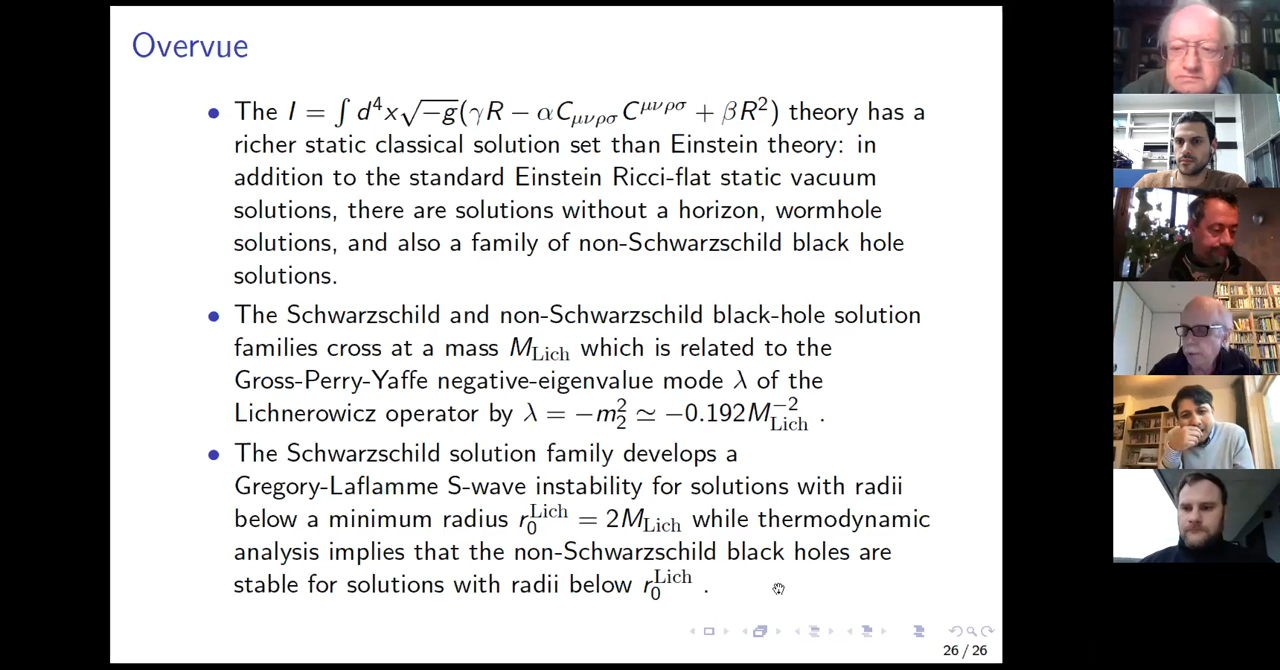 Overvue
• The I = ∫ d⁴x√−g(γR − αC_{μνρσ}C^{μνρσ} + βR²) theory has a
richer static classical solution set than Einstein theory: in
addition to the standard Einstein Ricci-flat static vacuum
solutions, there are solutions without a horizon, wormhole
solutions, and also a family of non-Schwarzschild black hole
solutions.
• The Schwarzschild and non-Schwarzschild black-hole solution
families cross at a mass M_{Lich} which is related to the
Gross-Perry-Yaffe negative-eigenvalue mode λ of the
Lichnerowicz operator by λ = −m₂² ≃ −0.192M_{Lich}^{−2} .
• The Schwarzschild solution family develops a
Gregory-Laflamme S-wave instability for solutions with radii
below a minimum radius r₀^{Lich} = 2M_{Lich} while thermodynamic
analysis implies that the non-Schwarzschild black holes are
stable for solutions with radii below r₀^{Lich} .
26 / 26